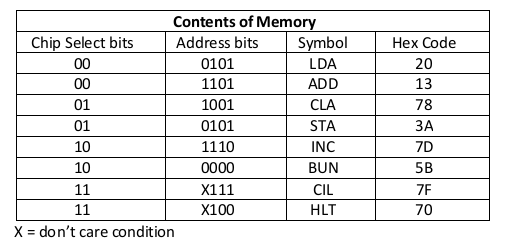 Contents of Memory
Chip Select bits Address bits Symbol Hex Code
00 0101 LDA 20
00 1101 ADD 13
01 1001 CLA 78
01 0101 STA 3A
10 1110 INC 7D
10 0000 BUN 5B
11 X111 CIL 7F
11 X100 HLT 70
X = don’t care condition